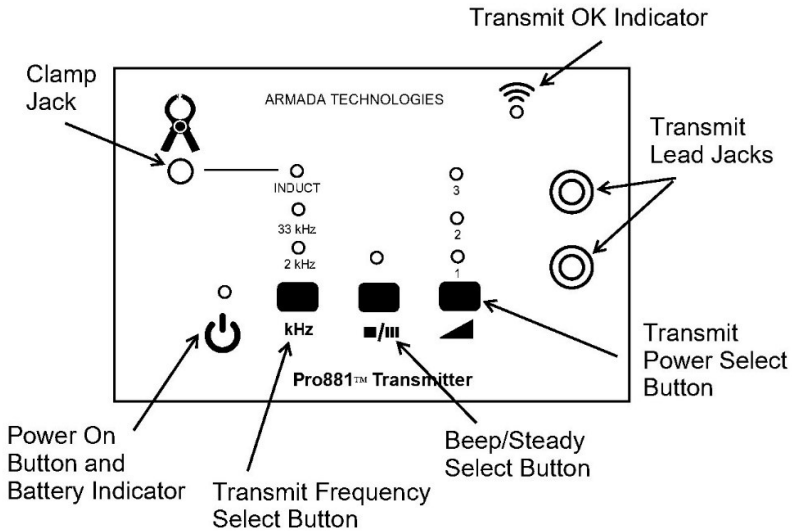 Transmit OK Indicator
Clamp
Jack
ARMADA TECHNOLOGIES
Transmit
Lead Jacks
INDUCT
33 kHz
2 kHz
3
2
1
kHz
Pro881™ Transmitter
Transmit
Power Select
Button
Power On
Button and
Battery Indicator
Transmit Frequency
Select Button
Beep/Steady
Select Button